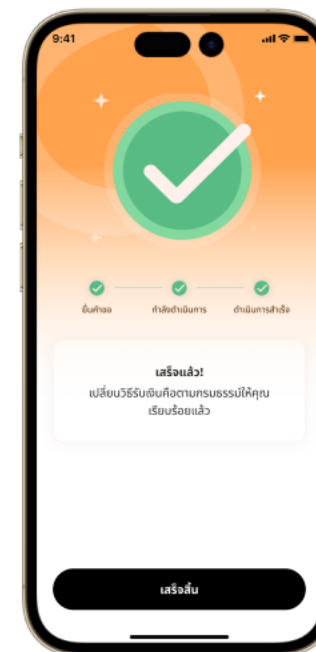 9:41
ยื่นคำขอ
กำลังดำเนินการ
ดำเนินการสำเร็จ
เสร็จแล้ว!
เปลี่ยนวิธีรับเงินคือตามกรมธรรม์ให้คุณ
เรียบร้อยแล้ว
เสร็จสิ้น